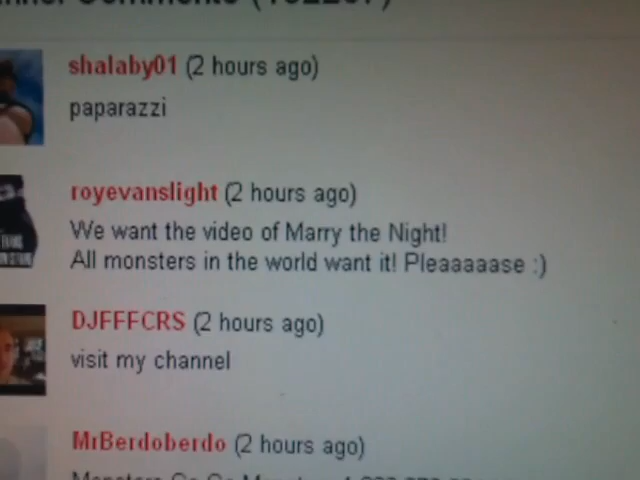 shalaby01 (2 hours ago)
paparazzi
royevanslight (2 hours ago)
We want the video of Marry the Night!
All monsters in the world want it! Pleaaaaase :)
DJFFFCRS (2 hours ago)
visit my channel
MrBerdoberdo (2 hours ago)